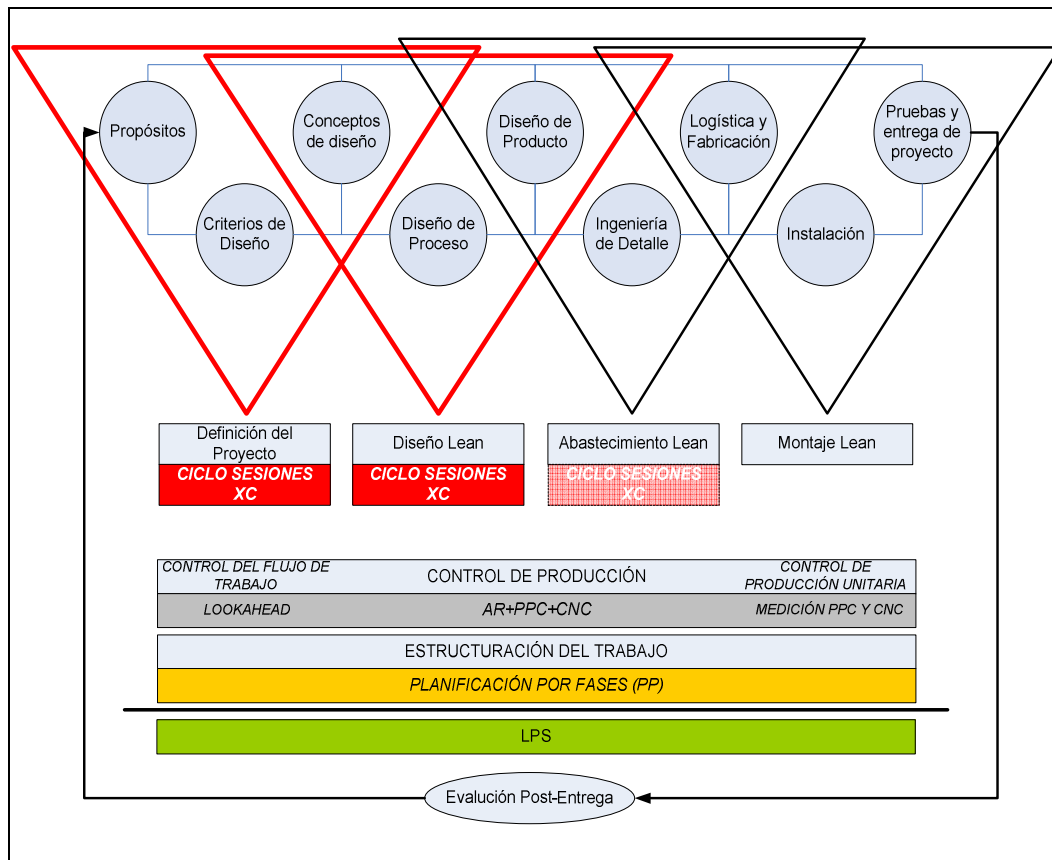 Propósitos
Conceptos
de diseño
Diseño de
Producto
Logística y
Fabricación
Pruebas y
entrega de
proyecto
Criterios de
Diseño
Diseño de
Proceso
Ingeniería
de Detalle
Instalación
Definición del
Proyecto
CICLO SESIONES
XC
Diseño Lean
CICLO SESIONES
XC
Abastecimiento Lean
CICLO SESIONES
XC
Montaje Lean
CONTROL DEL FLUJO DE
TRABAJO
CONTROL DE PRODUCCIÓN
CONTROL DE
PRODUCCIÓN UNITARIA
LOOKAHEAD
AR+PPC+CNC
MEDICIÓN PPC Y CNC
ESTRUCTURACIÓN DEL TRABAJO
PLANIFICACIÓN POR FASES (PP)
LPS
Evalución Post-Entrega